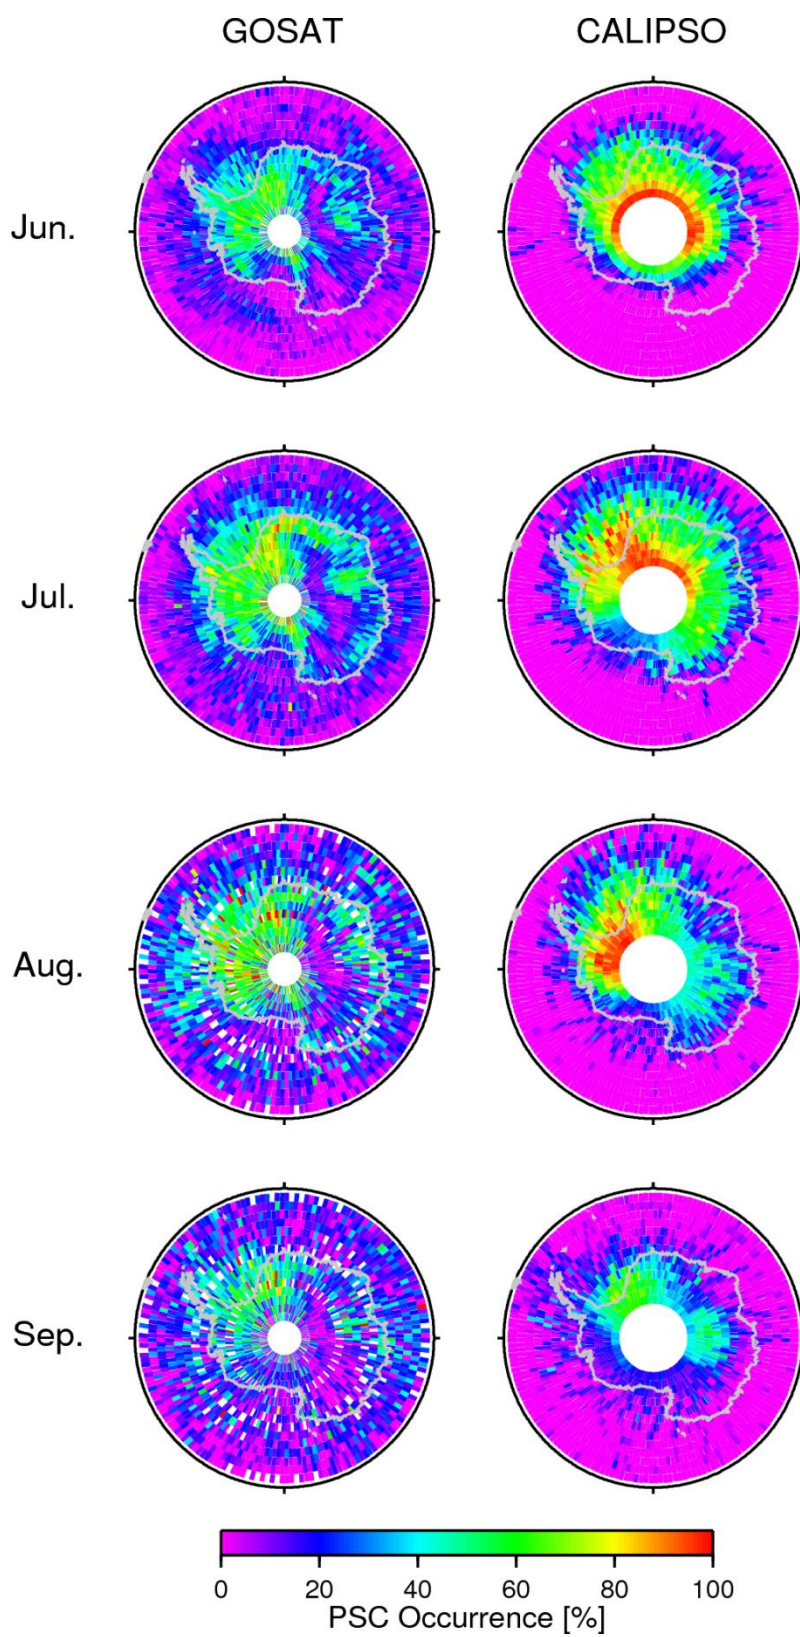 GOSAT CALIPSO
Jun.
Jul.
Aug.
Sep.
0 20 40 60 80 100
PSC Occurrence [%]